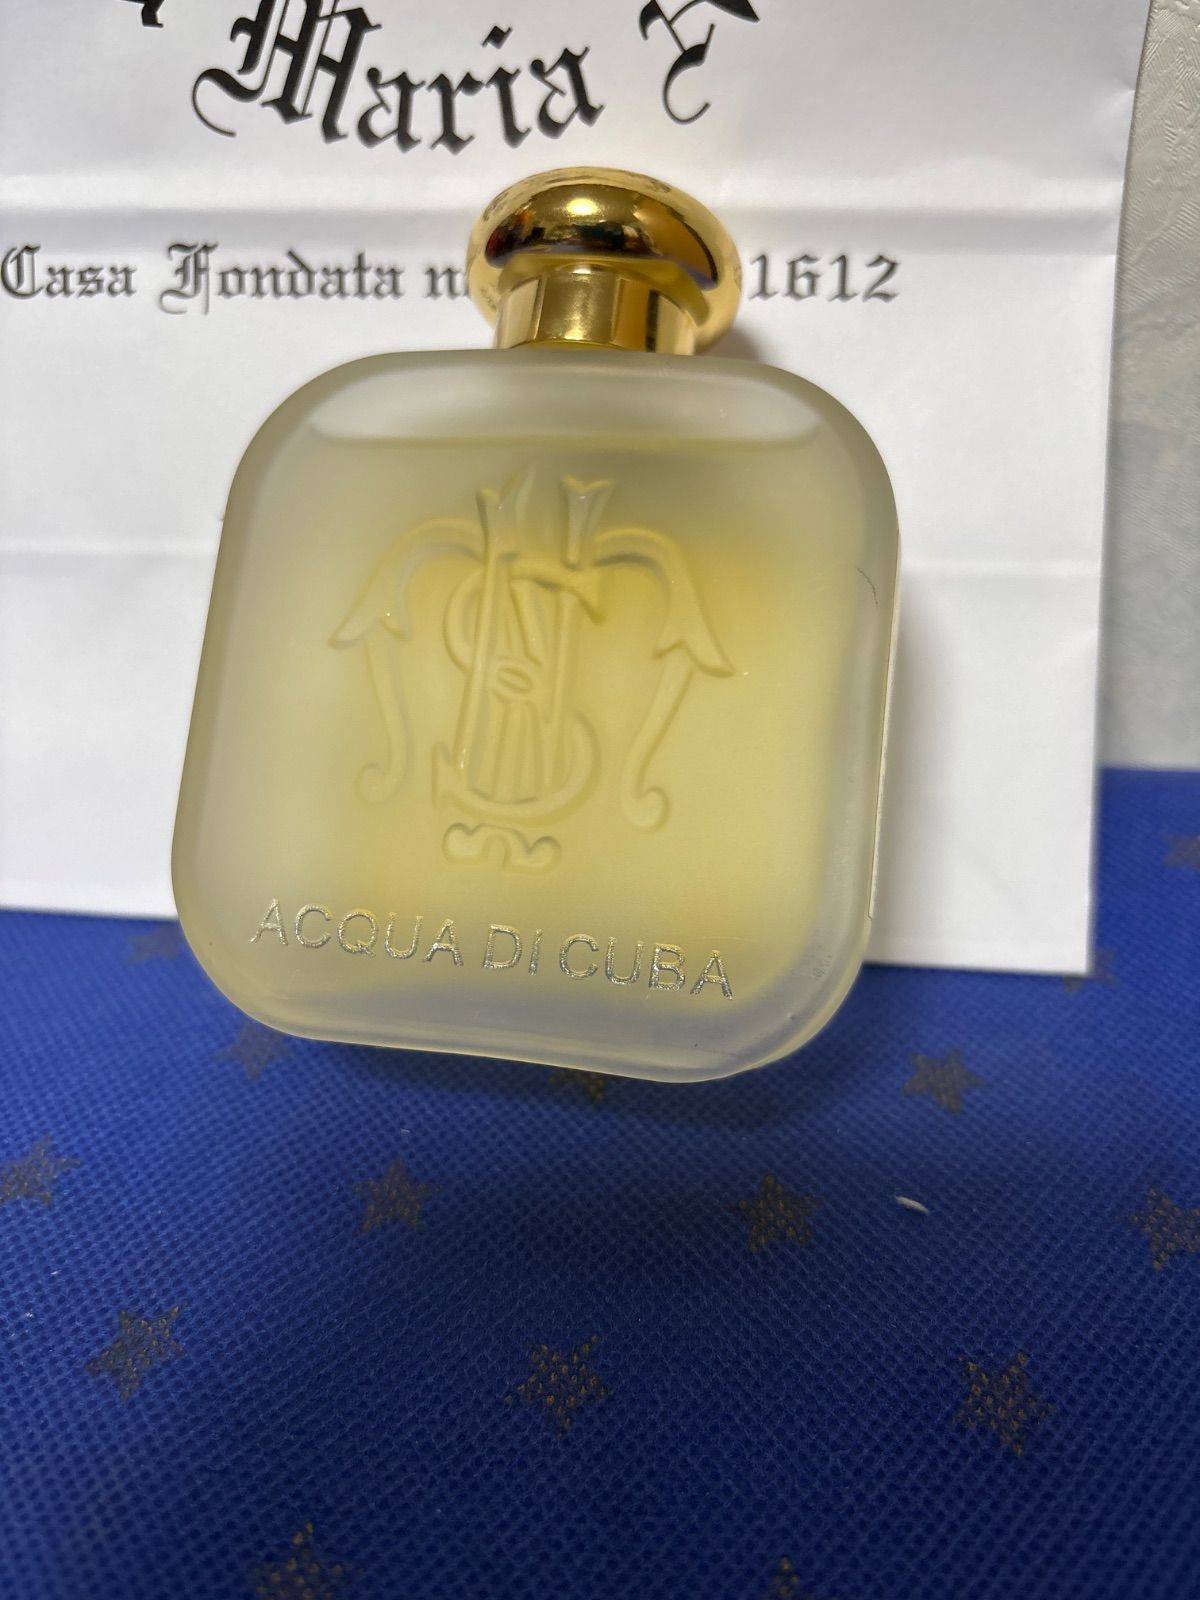 Maria
Casa Fondata 1612
ACQUA DI CUBA